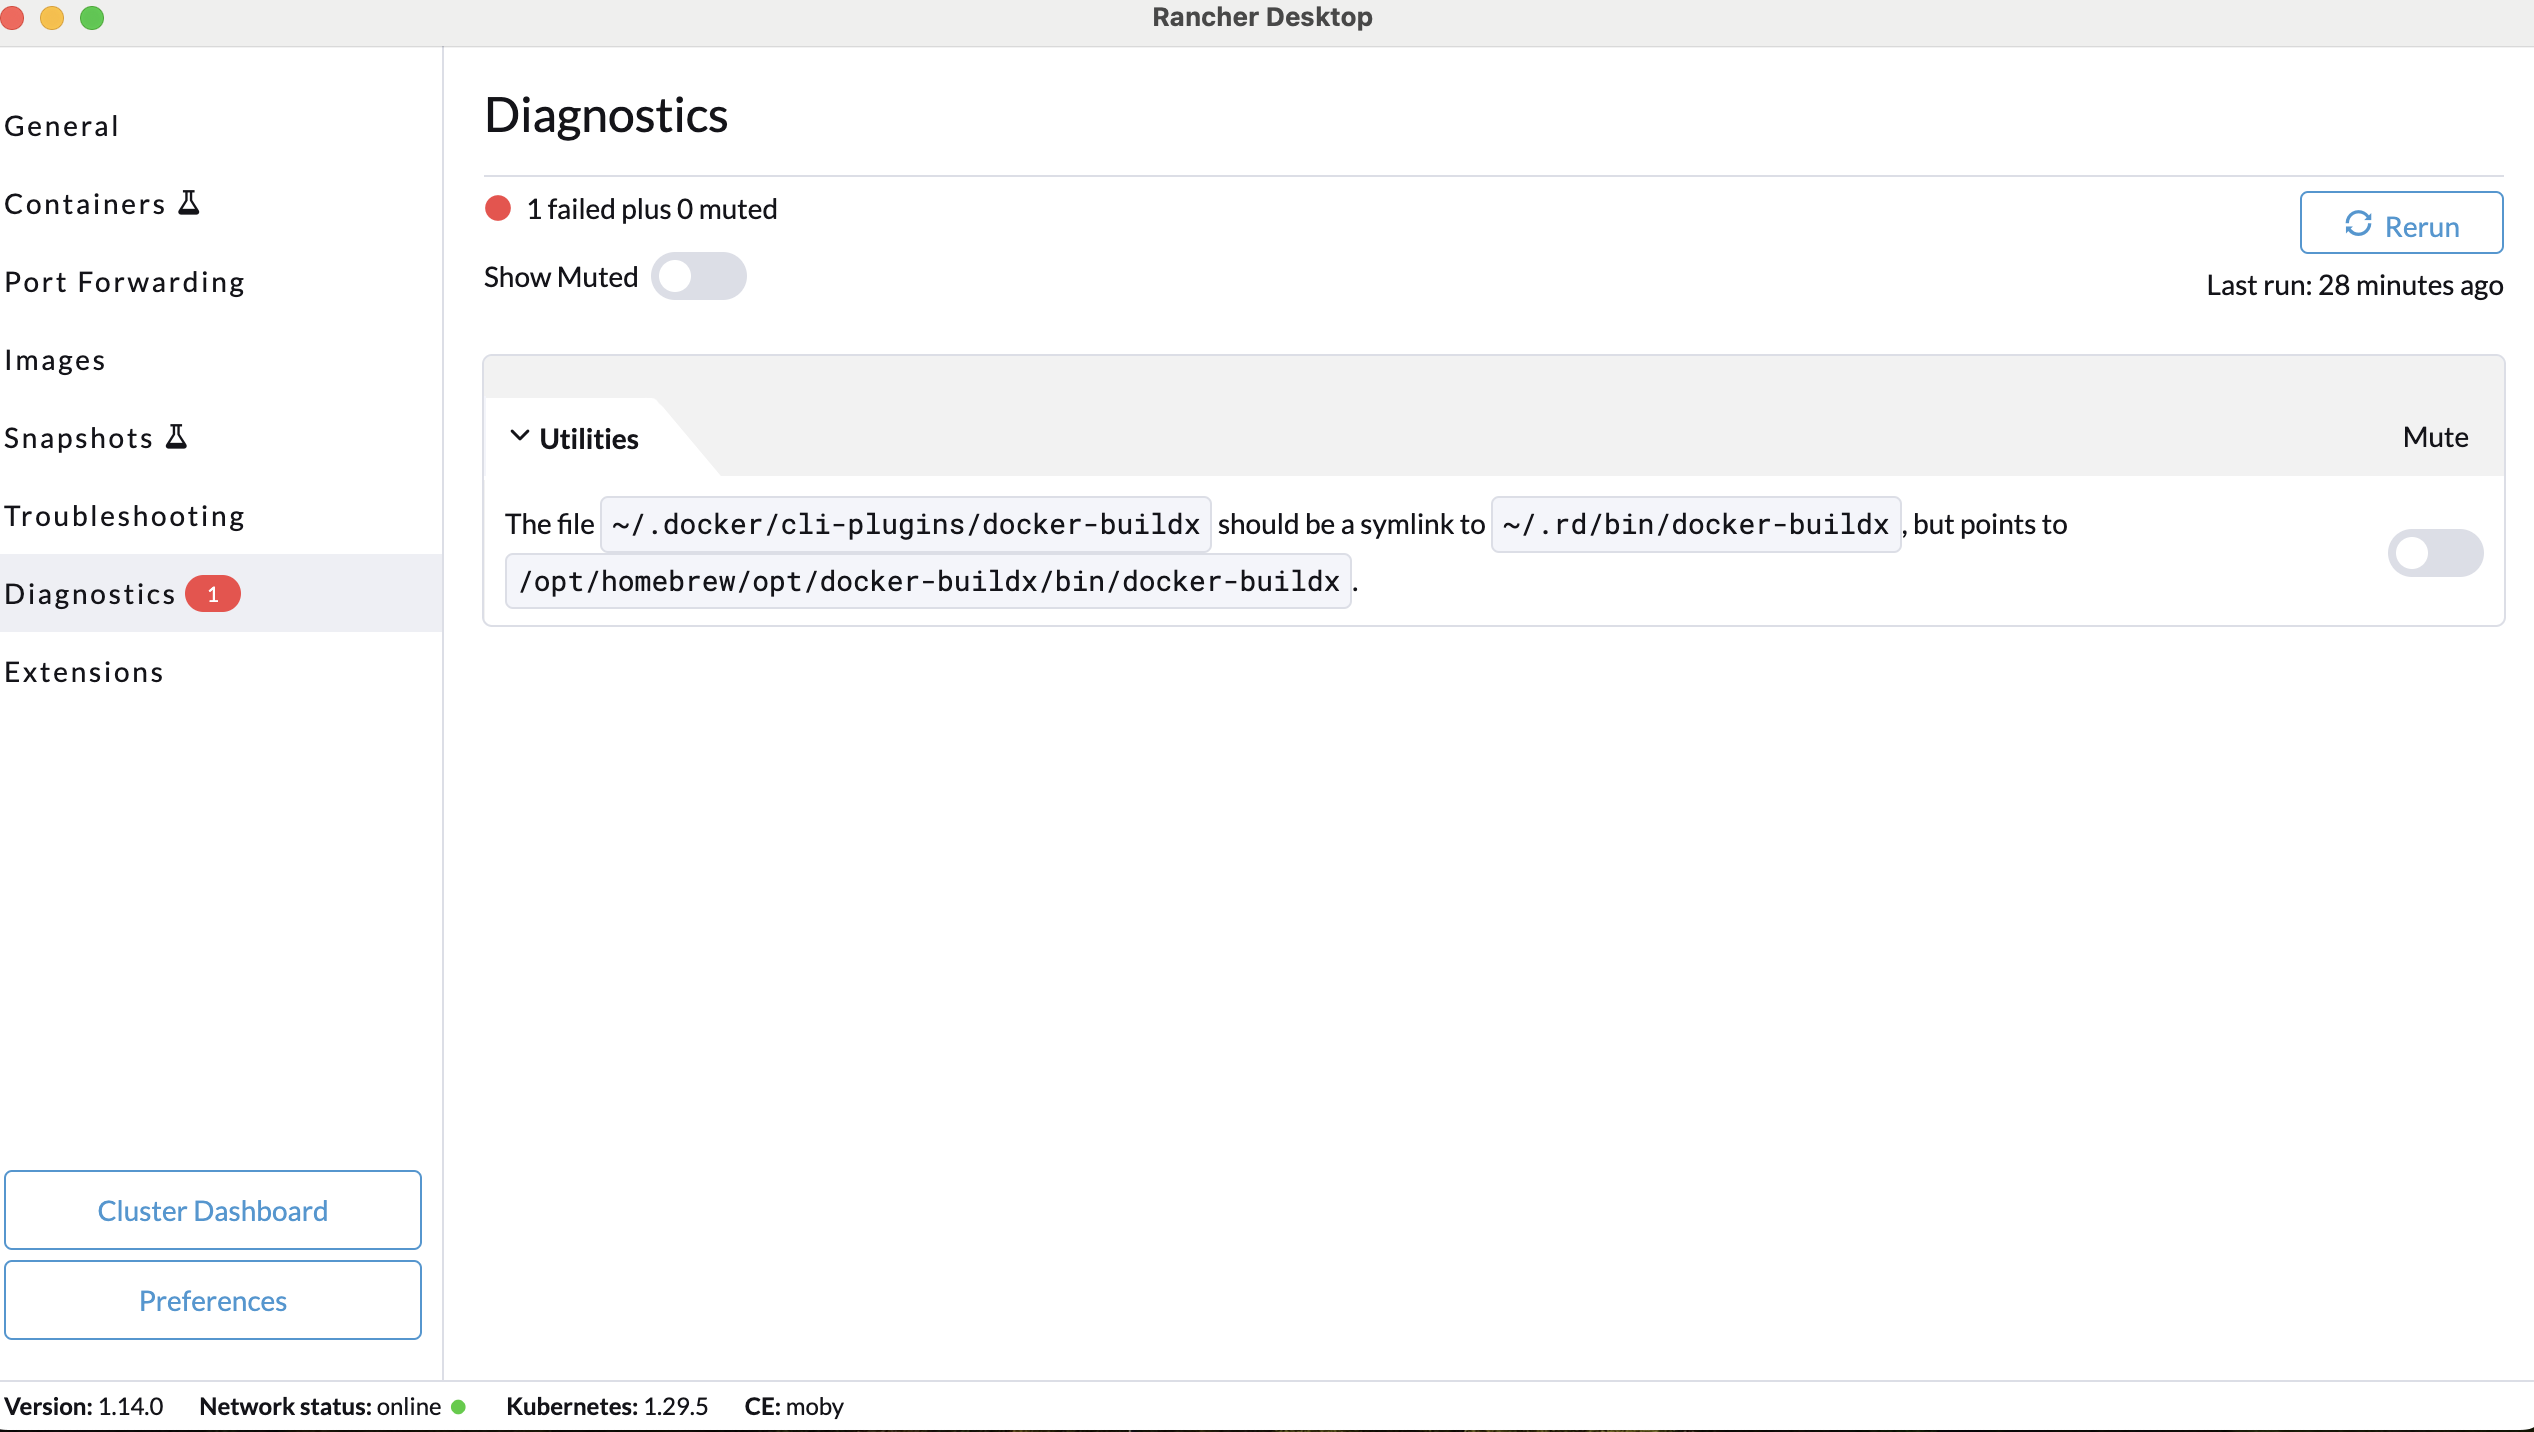 Rancher Desktop
General
Containers
Port Forwarding
Images
Snapshots
Troubleshooting
Diagnostics 1
Extensions
Cluster Dashboard
Preferences
Diagnostics
1 failed plus 0 muted
Show Muted
Rerun
Last run: 28 minutes ago
Utilities
Mute
The file ~/.docker/cli-plugins/docker-buildx should be a symlink to ~/.rd/bin/docker-buildx, but points to
/opt/homebrew/opt/docker-buildx/bin/docker-buildx.
Version: 1.14.0 Network status: online Kubernetes: 1.29.5 CE: moby